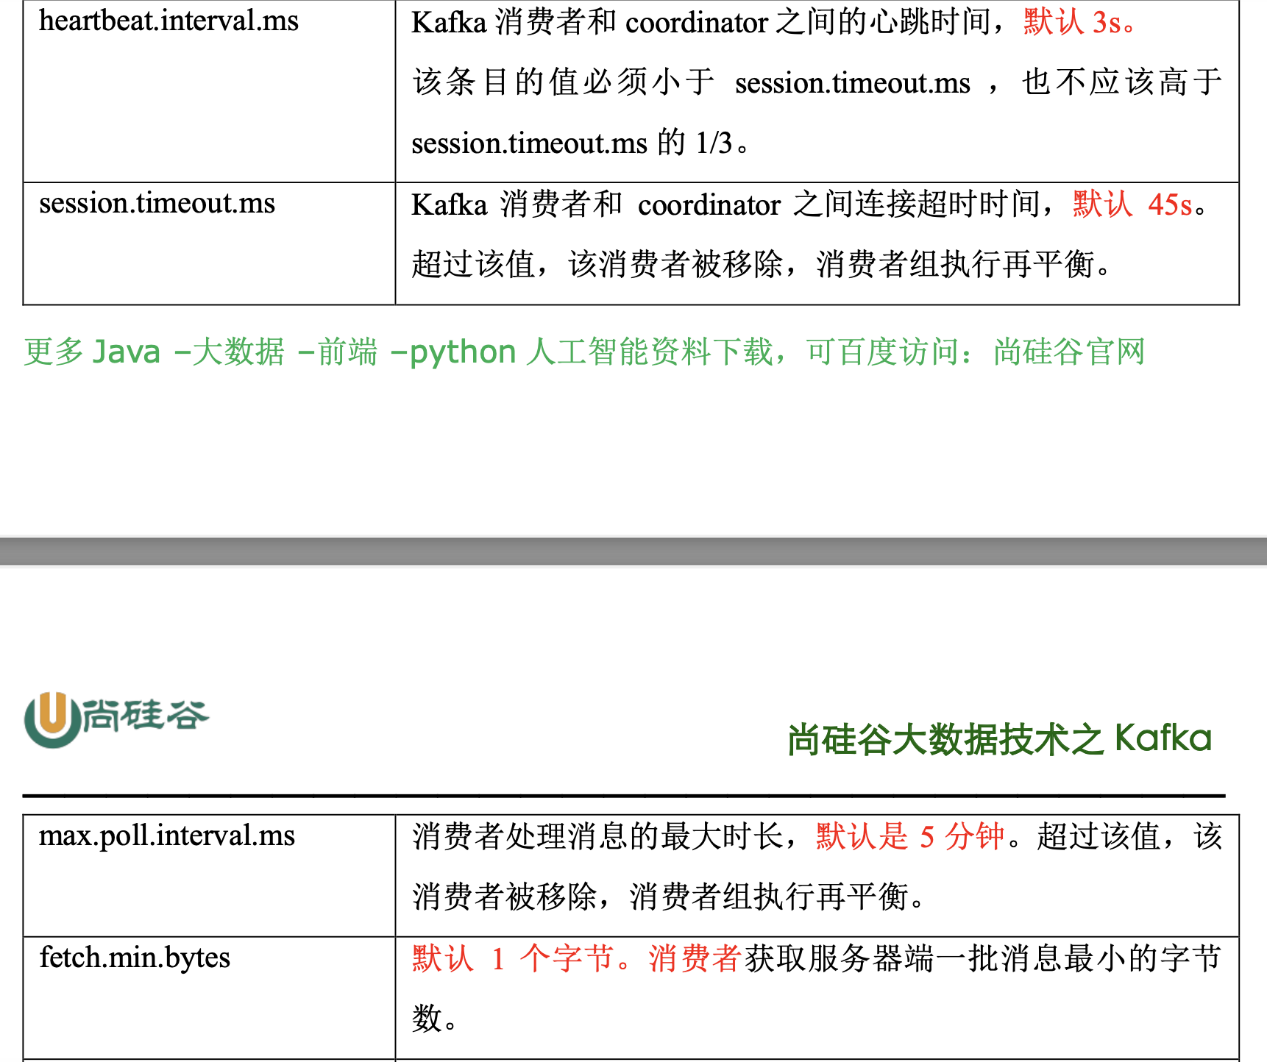 heartbeat.interval.ms
Kafka 消费者和 coordinator 之间的心跳时间，默认 3s。
该条目的值必须小于 session.timeout.ms ，也不应该高于
session.timeout.ms 的 1/3。
session.timeout.ms
Kafka 消费者和 coordinator 之间连接超时时间，默认 45s。
超过该值，该消费者被移除，消费者组执行再平衡。
更多 Java –大数据 –前端 –python 人工智能资料下载，可百度访问：尚硅谷官网
尚硅谷
尚硅谷大数据技术之 Kafka
max.poll.interval.ms
消费者处理消息的最大时长，默认是 5 分钟。超过该值，该
消费者被移除，消费者组执行再平衡。
fetch.min.bytes
默认 1 个字节。消费者获取服务器端一批消息最小的字节
数。